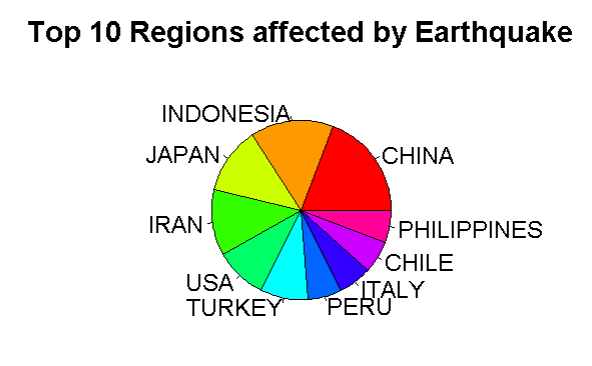 Top 10 Regions affected by Earthquake
INDONESIA
JAPAN
CHINA
IRAN
PHILIPPINES
CHILE
USA
ITALY
TURKEY
PERU